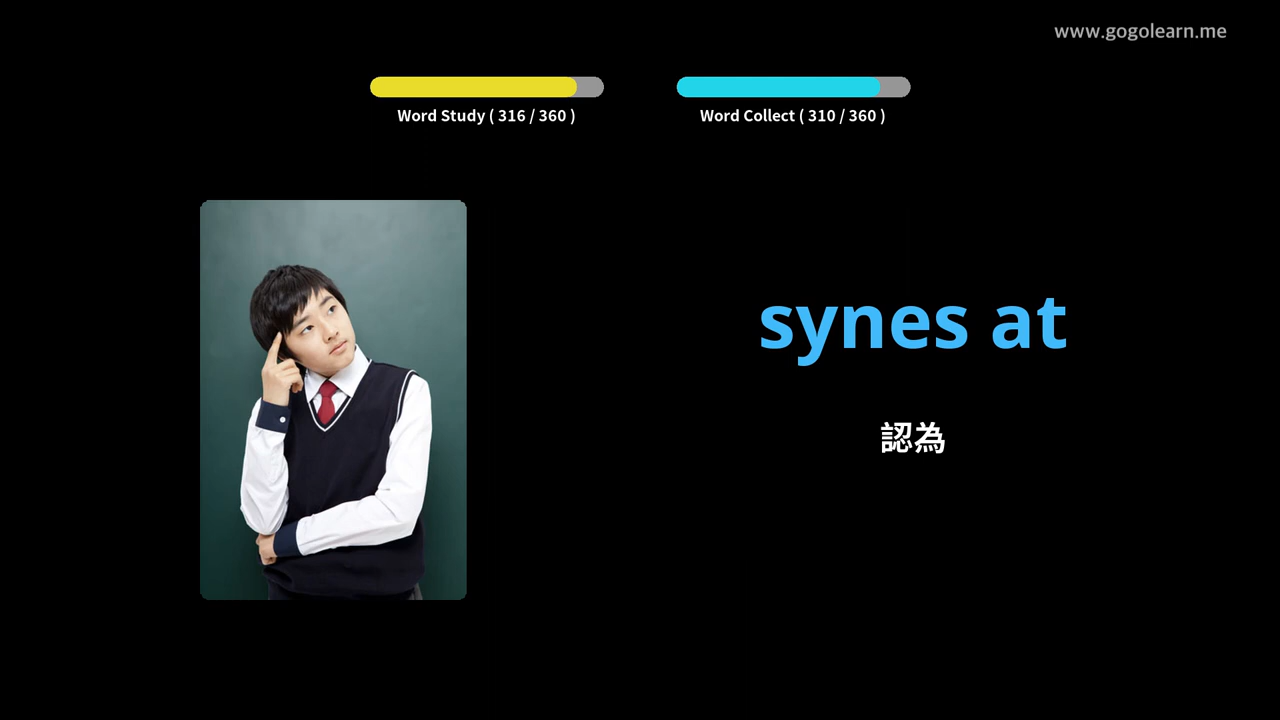 www.gogolearn.me
Word Study ( 316 / 360 )
Word Collect ( 310 / 360 )
synes at
認為